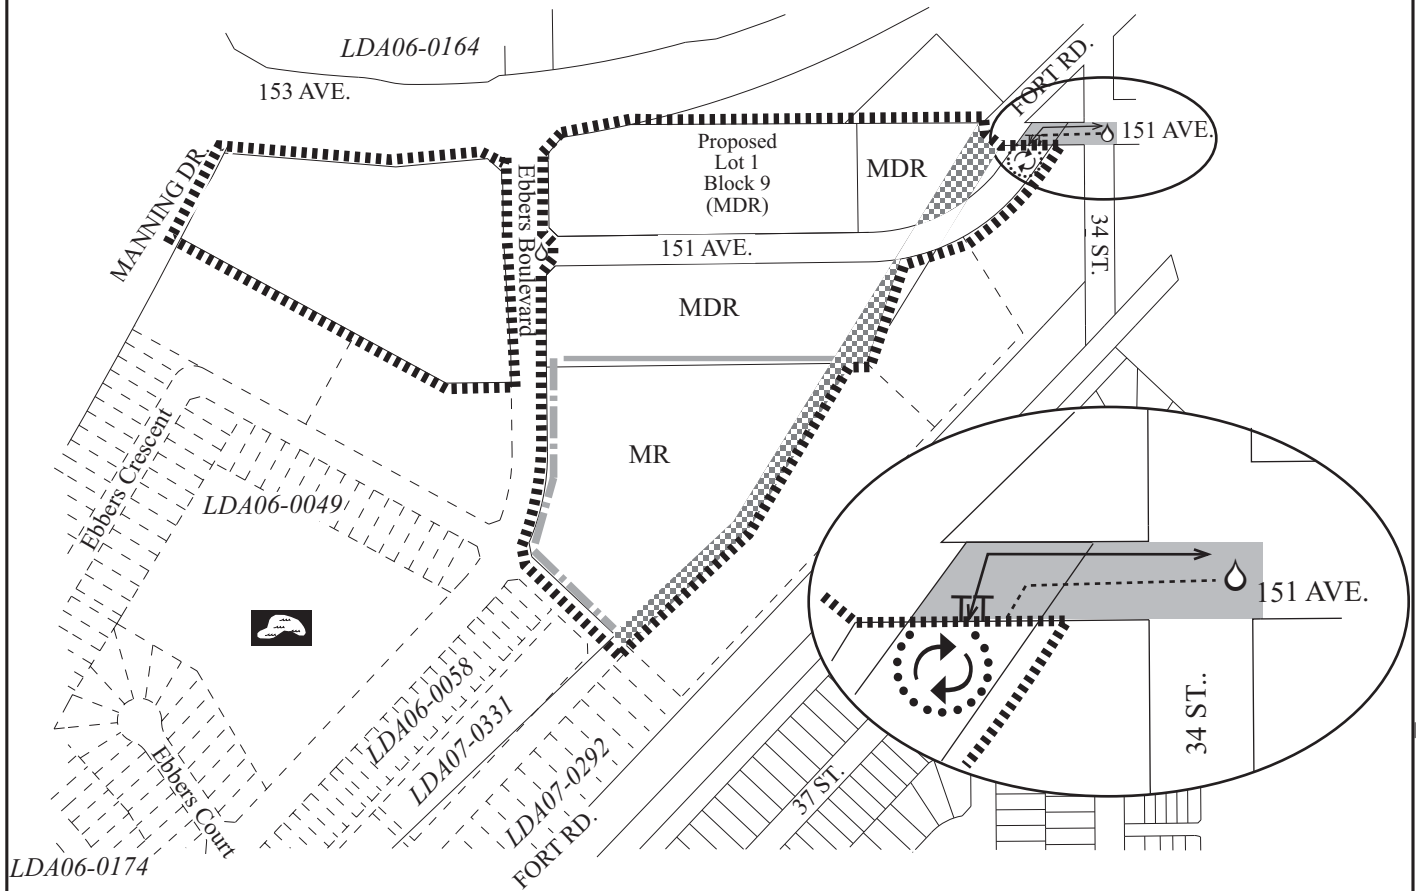 LDA06-0164
153 AVE.
FORT RD.
151 AVE.
Proposed
Lot 1
Block 9
(MDR)
MDR
MANNING DR.
Ebbers Boulevard
151 AVE.
34 ST.
MDR
MR
Ebbers Crescent
LDA06-0049
151 AVE.
34 ST..
LDA06-0058
LDA07-0331
LDA07-0292
37 ST.
Ebbers Court
FORT RD.
LDA06-0174